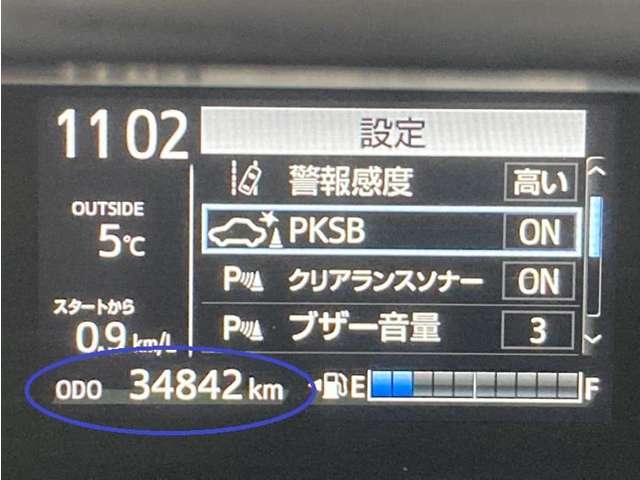 11 02
設定
警報感度 高い
OUTSIDE
5℃
PKSB ON
P クリアランスソナー ON
スタートから
0.9 km/L
P ブザー音量 3
ODO 34842 km
E F